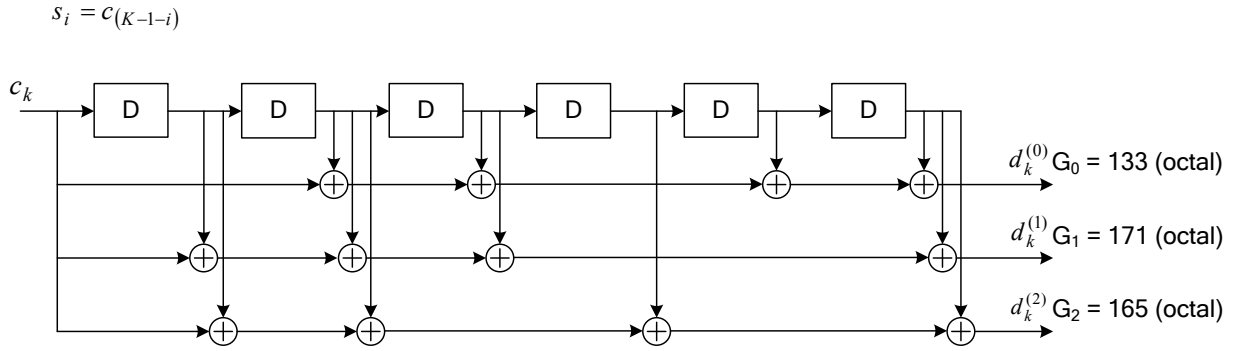 s_i = c_(K−1−i)
c_k
D D D D D D
d_k^(0) G_0 = 133 (octal)
d_k^(1) G_1 = 171 (octal)
d_k^(2) G_2 = 165 (octal)